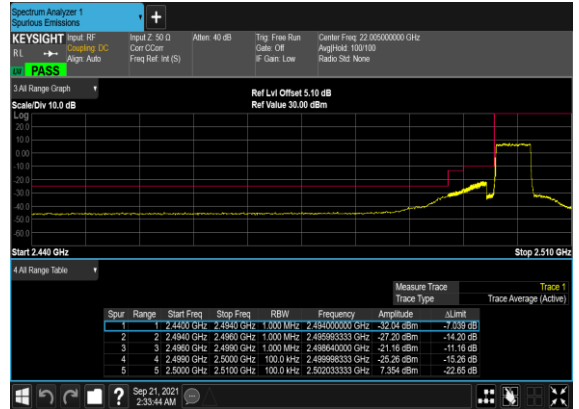 Spectrum Analyzer 1
Spurious Emissions
+
KEYSIGHT Input: RF Input Z: 50 Ω Atten: 40 dB Trig: Free Run Center Freq: 22.005000000 GHz
RL Coupling: DC Corr CCorr Gate: Off Avg|Hold: 100/100
Align: Auto Freq Ref: Int (S) IF Gain: Low Radio Std: None
PASS
3 All Range Graph
Ref Lvl Offset 5.10 dB
Scale/Div 10.0 dB Ref Value 30.00 dBm
Log
20.0
10.0
0.00
-10.0
-20.0
-30.0
-40.0
-50.0
-60.0
Start 2.440 GHz Stop 2.510 GHz
4 All Range Table
Measure Trace Trace 1
Trace Type Trace Average (Active)
Spur Range Start Freq Stop Freq RBW Frequency Amplitude ΔLimit
1 1 2.4400 GHz 2.4940 GHz 1.000 MHz 2.494000000 GHz -32.04 dBm -7.039 dB
2 2 2.4940 GHz 2.4960 GHz 1.000 MHz 2.495993333 GHz -27.20 dBm -14.20 dB
3 3 2.4960 GHz 2.4990 GHz 1.000 MHz 2.498640000 GHz -21.16 dBm -11.16 dB
4 4 2.4990 GHz 2.5000 GHz 100.0 kHz 2.499998333 GHz -25.26 dBm -15.26 dB
5 5 2.5000 GHz 2.5100 GHz 100.0 kHz 2.502033333 GHz 7.354 dBm -22.65 dB
? Sep 21, 2021
2:33:44 AM